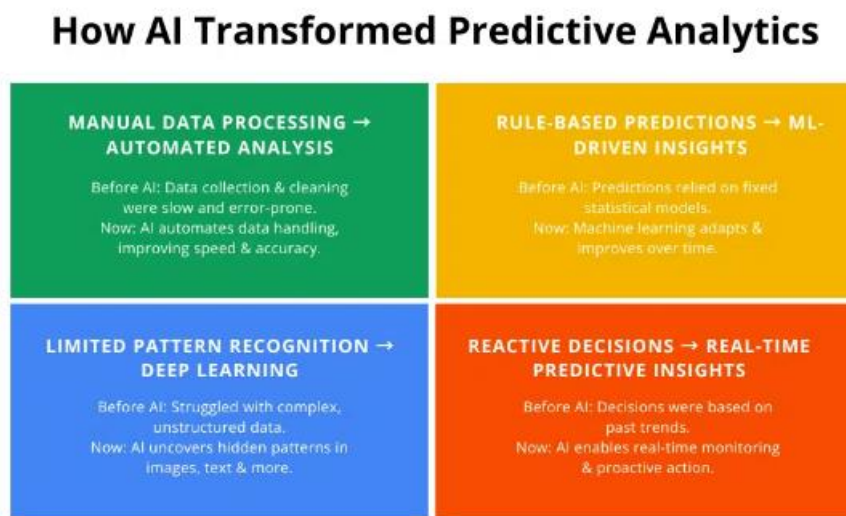 How AI Transformed Predictive Analytics
MANUAL DATA PROCESSING →
AUTOMATED ANALYSIS
Before AI: Data collection & cleaning
were slow and error-prone.
Now: AI automates data handling,
improving speed & accuracy.
RULE-BASED PREDICTIONS → ML-
DRIVEN INSIGHTS
Before AI: Predictions relied on fixed
statistical models.
Now: Machine learning adapts &
improves over time.
LIMITED PATTERN RECOGNITION →
DEEP LEARNING
Before AI: Struggled with complex,
unstructured data.
Now: AI uncovers hidden patterns in
images, text & more.
REACTIVE DECISIONS → REAL-TIME
PREDICTIVE INSIGHTS
Before AI: Decisions were based on
past trends.
Now: AI enables real-time monitoring
& proactive action.